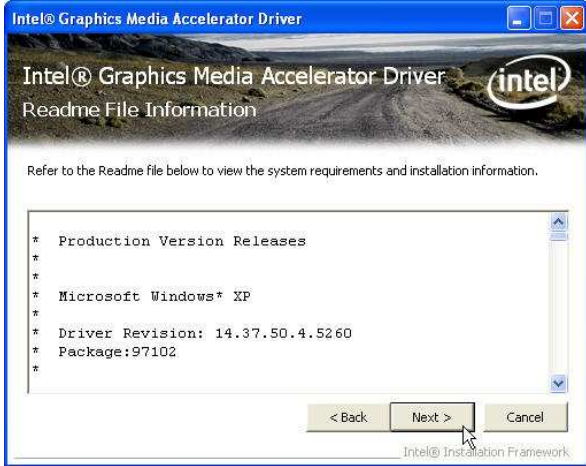 Intel® Graphics Media Accelerator Driver
Intel® Graphics Media Accelerator Driver
Readme File Information
intel
Refer to the Readme file below to view the system requirements and installation information.
* Production Version Releases
*
*
* Microsoft Windows* XP
*
* Driver Revision: 14.37.50.4.5260
* Package:97102
*
< Back Next > Cancel
Intel® Installation Framework